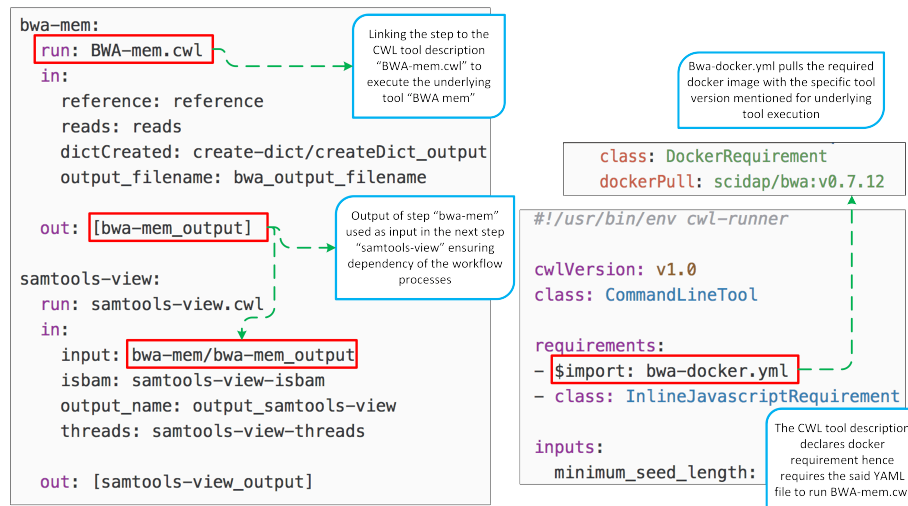 bwa-mem:
run: BWA-mem.cwl
in:
reference: reference
reads: reads
dictCreated: create-dict/createDict_output
output_filename: bwa_output_filename
out: [bwa-mem_output]
samtools-view:
run: samtools-view.cwl
in:
input: bwa-mem/bwa-mem_output
isbam: samtools-view-isbam
output_name: output_samtools-view
threads: samtools-view-threads
out: [samtools-view_output]
Linking the step to the
CWL tool description
“BWA-mem.cwl” to
execute the underlying
tool “BWA mem”
Output of step “bwa-mem”
used as input in the next step
“samtools-view” ensuring
dependency of the workflow
processes
Bwa-docker.yml pulls the required
docker image with the specific tool
version mentioned for underlying
tool execution
class: DockerRequirement
dockerPull: scidap/bwa:v0.7.12
#!/usr/bin/env cwl-runner
cwlVersion: v1.0
class: CommandLineTool
requirements:
- $import: bwa-docker.yml
- class: InlineJavascriptRequirement
inputs:
minimum_seed_length:
The CWL tool description
declares docker
requirement hence
requires the said YAML
file to run BWA-mem.cw